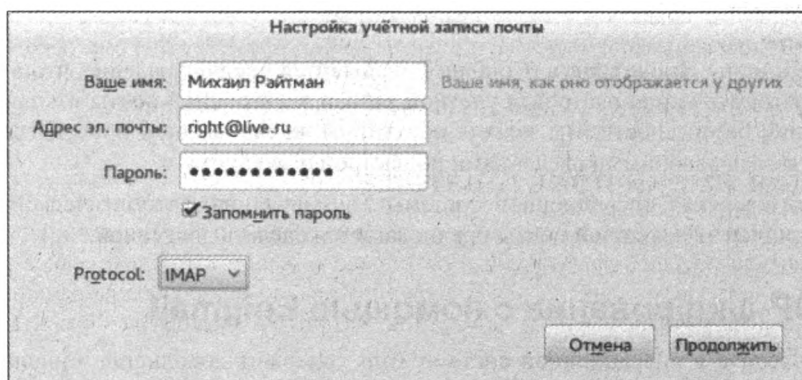 Настройка учётной записи почты
Ваше имя: Михаил Райтман Ваше имя, как оно отображается у других
Адрес эл. почты: right@live.ru
Пароль: ●●●●●●●●●●●●
Запомнить пароль
Protocol: IMAP
Отмена Продолжить